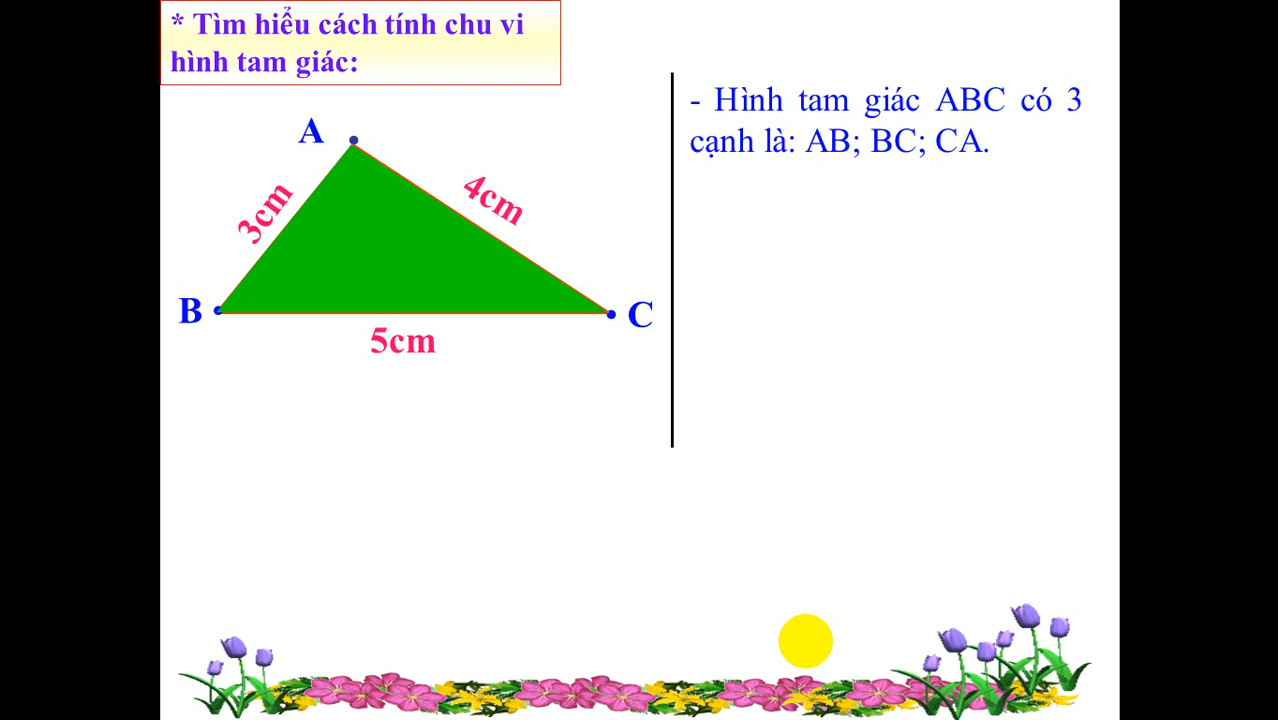 * Tìm hiểu cách tính chu vi
hình tam giác:
- Hình tam giác ABC có 3
cạnh là: AB; BC; CA.
A
3cm
4cm
B
C
5cm